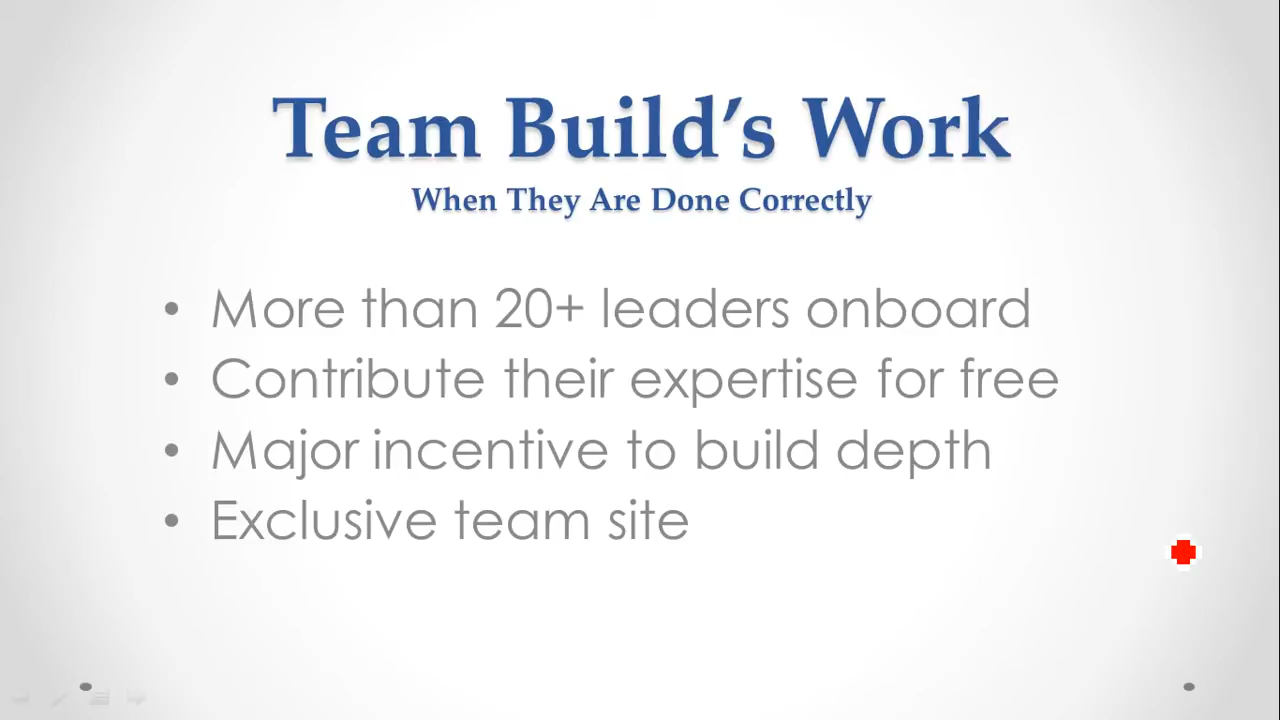 Team Build’s Work
When They Are Done Correctly
• More than 20+ leaders onboard
• Contribute their expertise for free
• Major incentive to build depth
• Exclusive team site